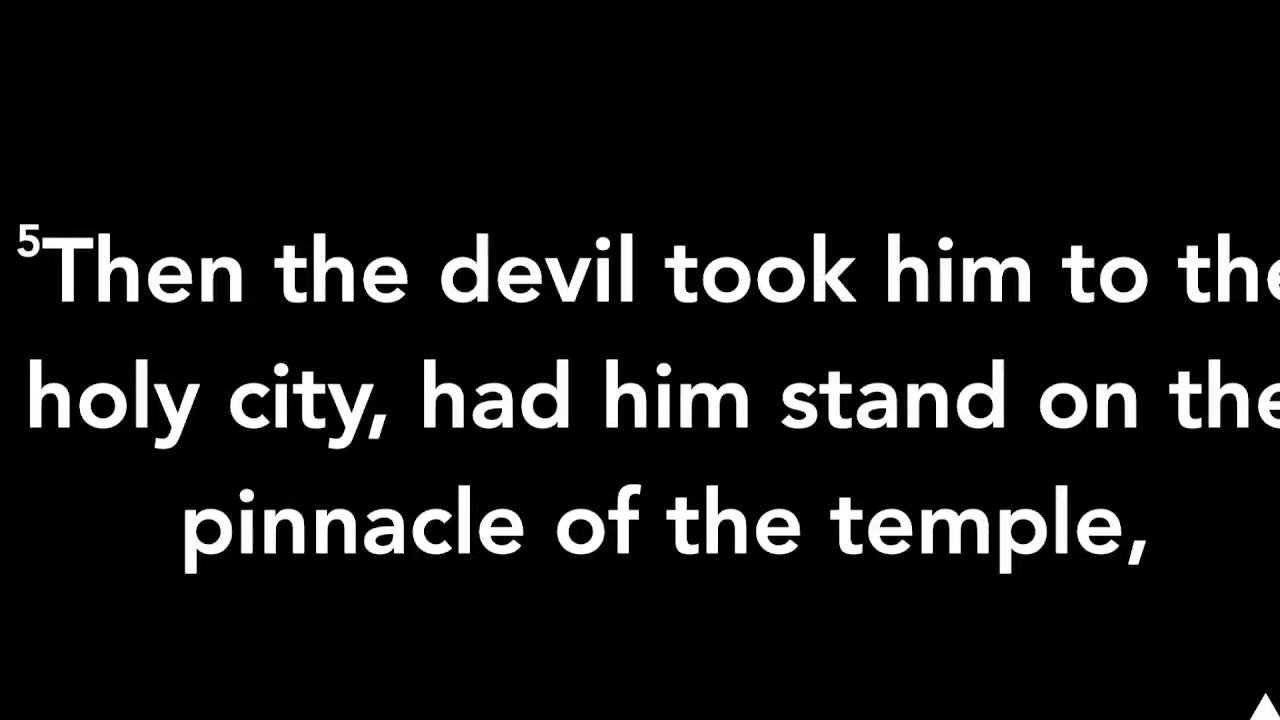 ⁵Then the devil took him to the
holy city, had him stand on the
pinnacle of the temple,